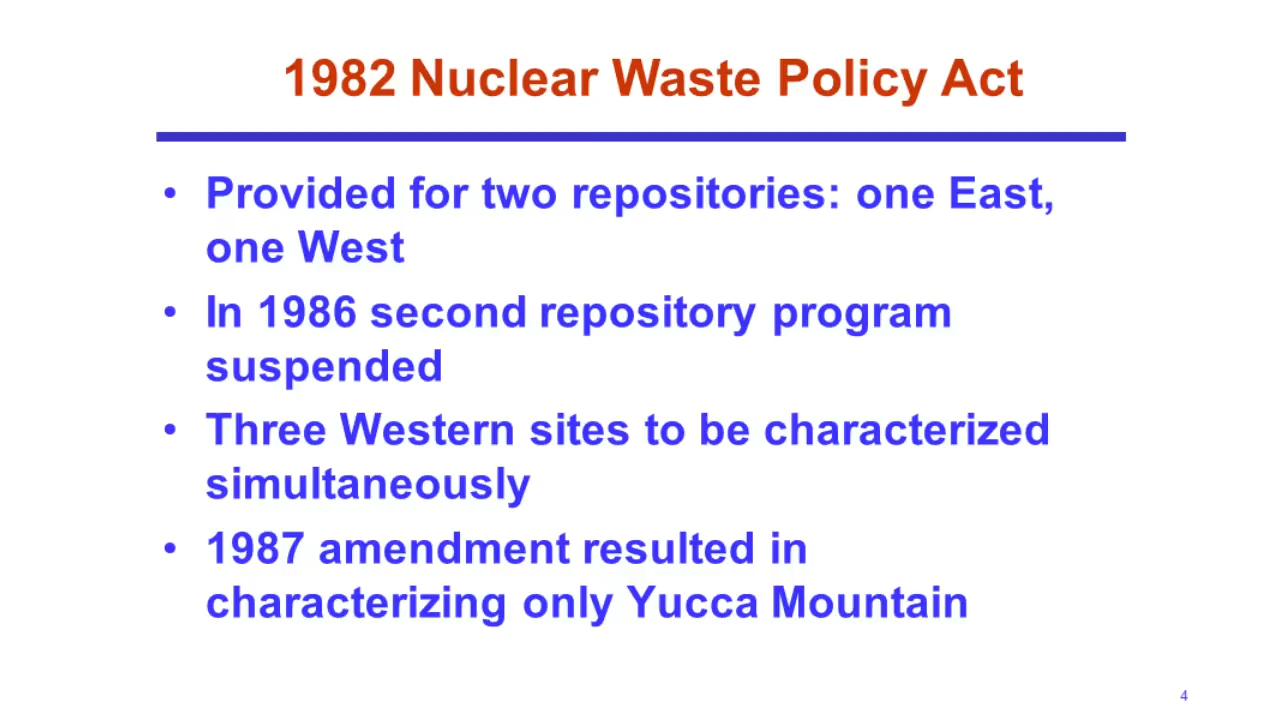 1982 Nuclear Waste Policy Act
• Provided for two repositories: one East,
one West
• In 1986 second repository program
suspended
• Three Western sites to be characterized
simultaneously
• 1987 amendment resulted in
characterizing only Yucca Mountain
4